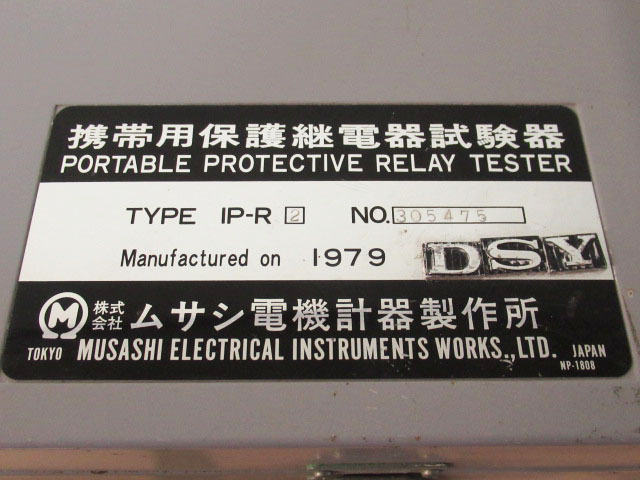 携帯用保護継電器試験器
PORTABLE PROTECTIVE RELAY TESTER
TYPE IP-R 2 NO. 305475
Manufactured on 1979 DSY
M 株式会社 ムサシ電機計器製作所
TOKYO MUSASHI ELECTRICAL INSTRUMENTS WORKS.,LTD. JAPAN
NP-1808